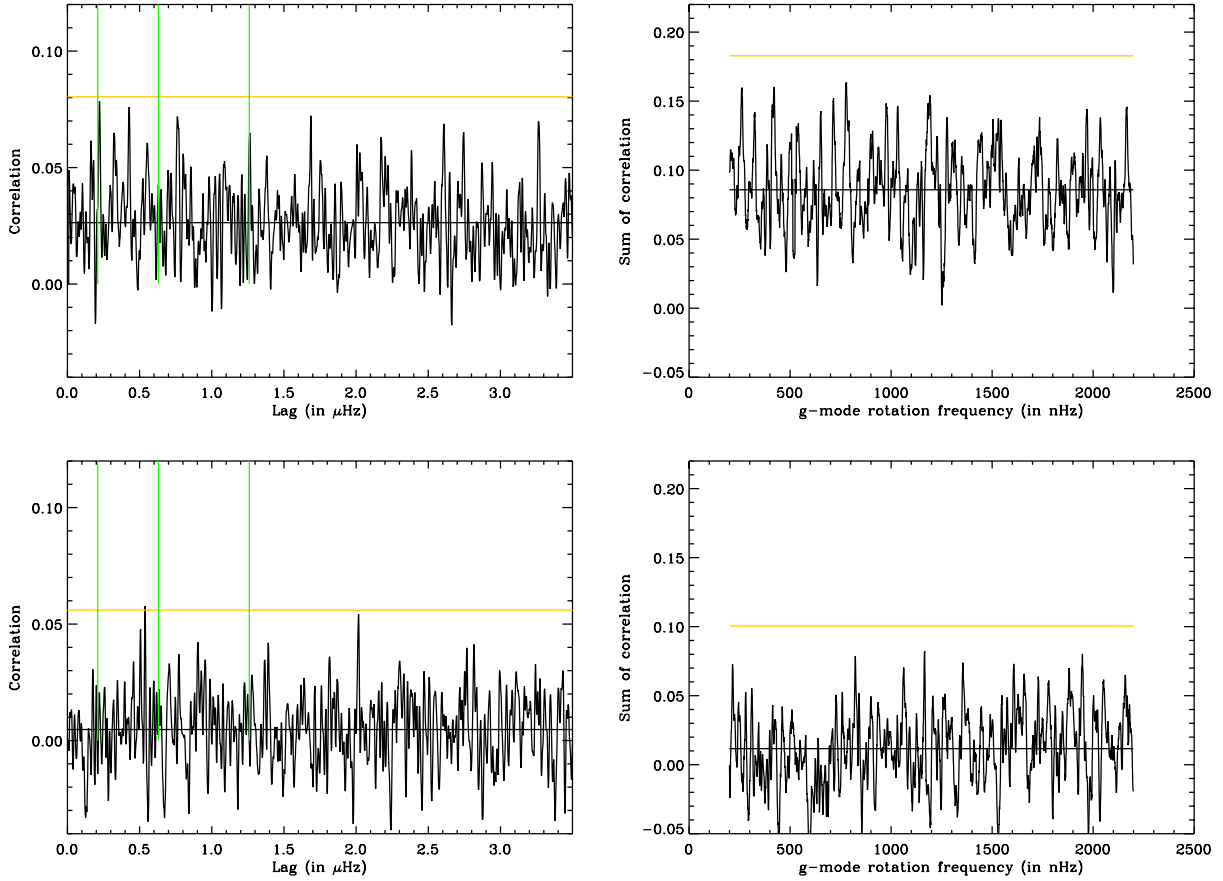 0.10
0.05
0.00
Correlation
0.0 0.5 1.0 1.5 2.0 2.5 3.0
Lag (in μHz)
0.20
0.15
0.10
0.05
0.00
−0.05
Sum of correlation
0 500 1000 1500 2000 2500
g−mode rotation frequency (in nHz)
0.10
0.05
0.00
Correlation
0.0 0.5 1.0 1.5 2.0 2.5 3.0
Lag (in μHz)
0.20
0.15
0.10
0.05
0.00
−0.05
Sum of correlation
0 500 1000 1500 2000 2500
g−mode rotation frequency (in nHz)